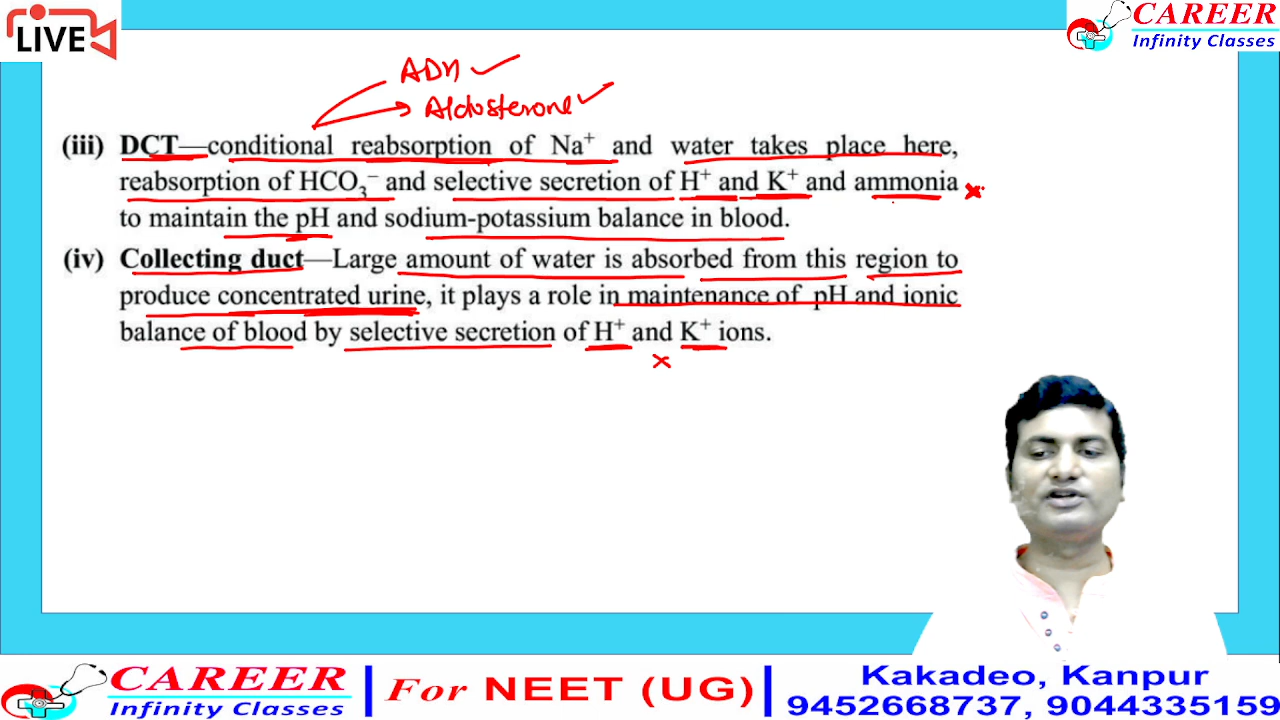 LIVE
CAREER
Infinity Classes
ADH
Aldosterone
(iii) DCT—conditional reabsorption of Na⁺ and water takes place here,
reabsorption of HCO₃⁻ and selective secretion of H⁺ and K⁺ and ammonia
to maintain the pH and sodium-potassium balance in blood.
(iv) Collecting duct—Large amount of water is absorbed from this region to
produce concentrated urine, it plays a role in maintenance of pH and ionic
balance of blood by selective secretion of H⁺ and K⁺ ions.
CAREER
Infinity Classes
For NEET (UG)
Kakadeo, Kanpur
9452668737, 9044335159